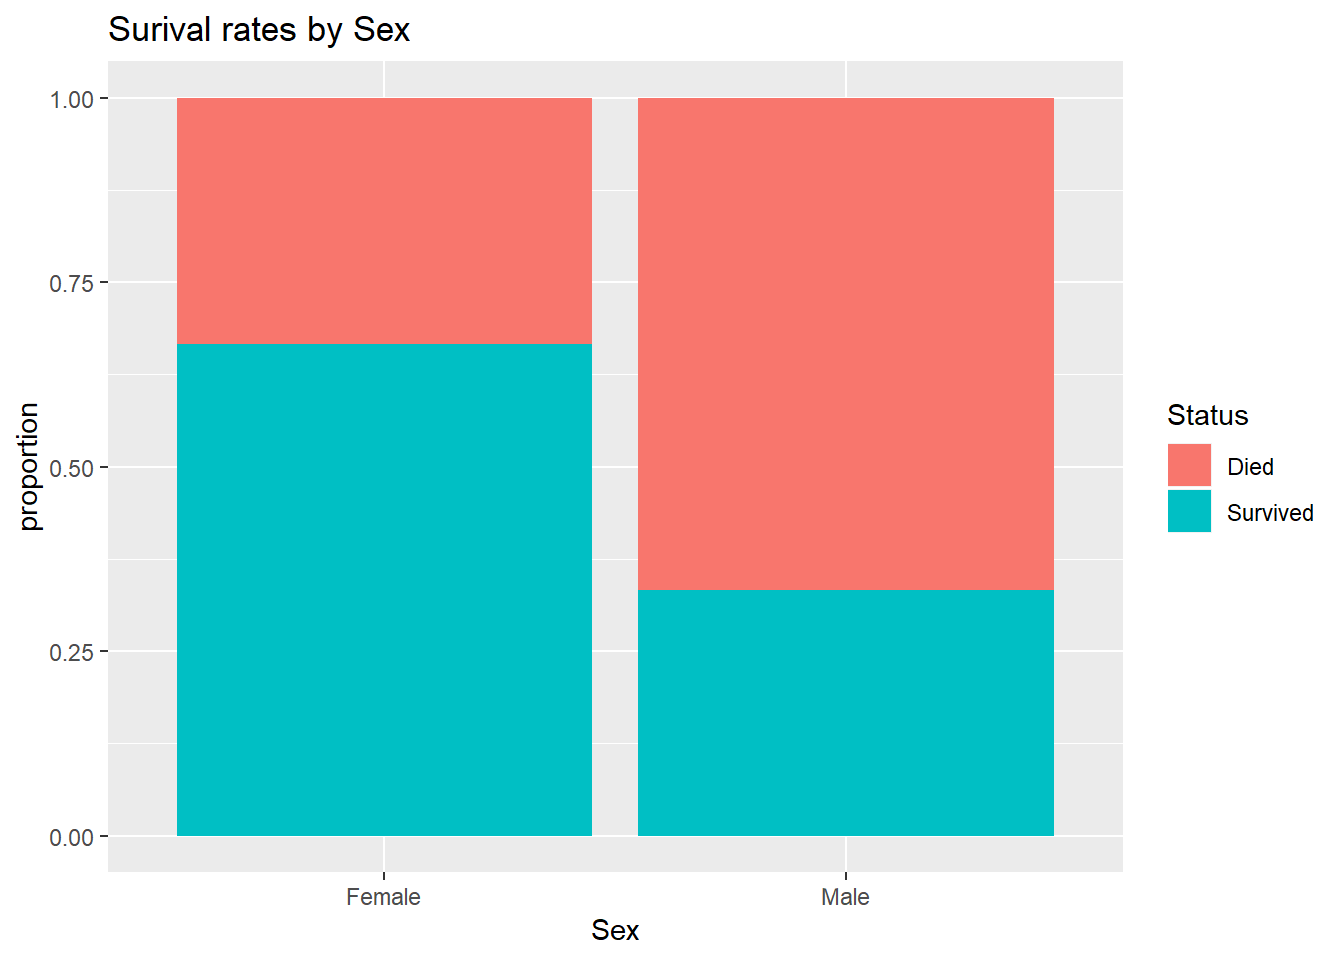 Surival rates by Sex
1.00
0.75
0.50
0.25
0.00
proportion
Female Male
Sex
Status
Died
Survived